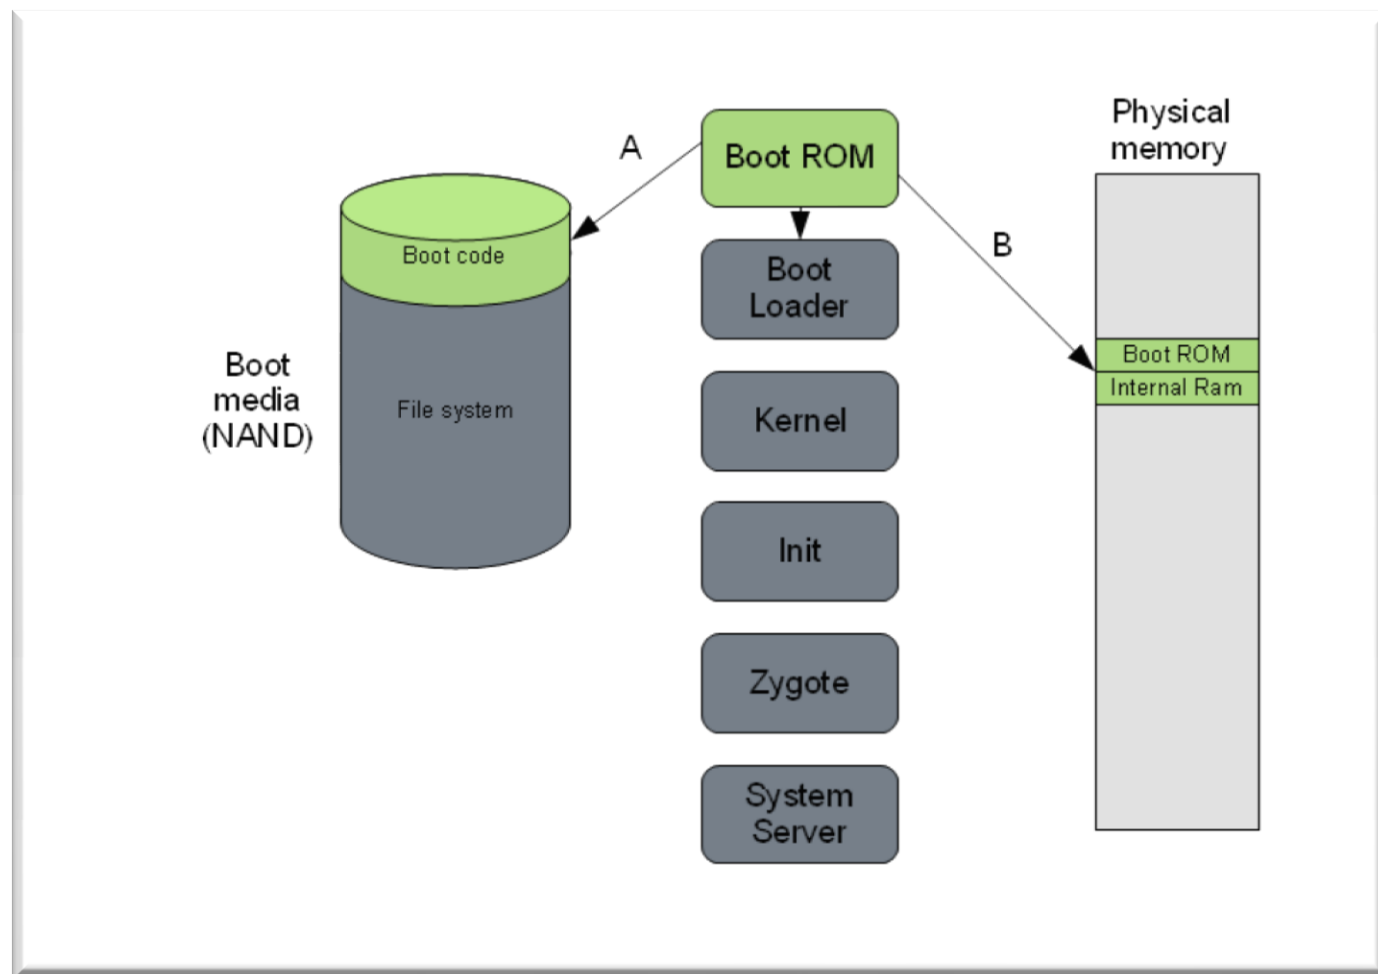 Physical
memory
A
Boot ROM
B
Boot code
Boot
Loader
Boot ROM
Internal Ram
Boot
media
(NAND)
File system
Kernel
Init
Zygote
System
Server